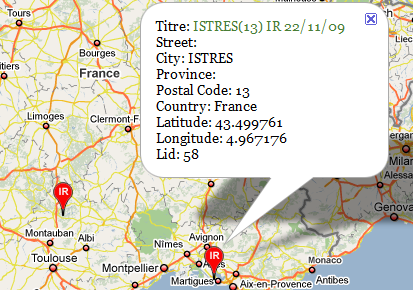 Titre: ISTRES(13) IR 22/11/09
Street:
City: ISTRES
Province:
Postal Code: 13
Country: France
Latitude: 43.499761
Longitude: 4.967176
Lid: 58
Tours
Bourges
France
Limoges
Clermont-F
Milan
Alessa
Genova
IR
Montauban
Albi
Toulouse
Nîmes
Avignon
IR
Montpellier
Martigues
Aix-en-Provence
Monaco
Antibes